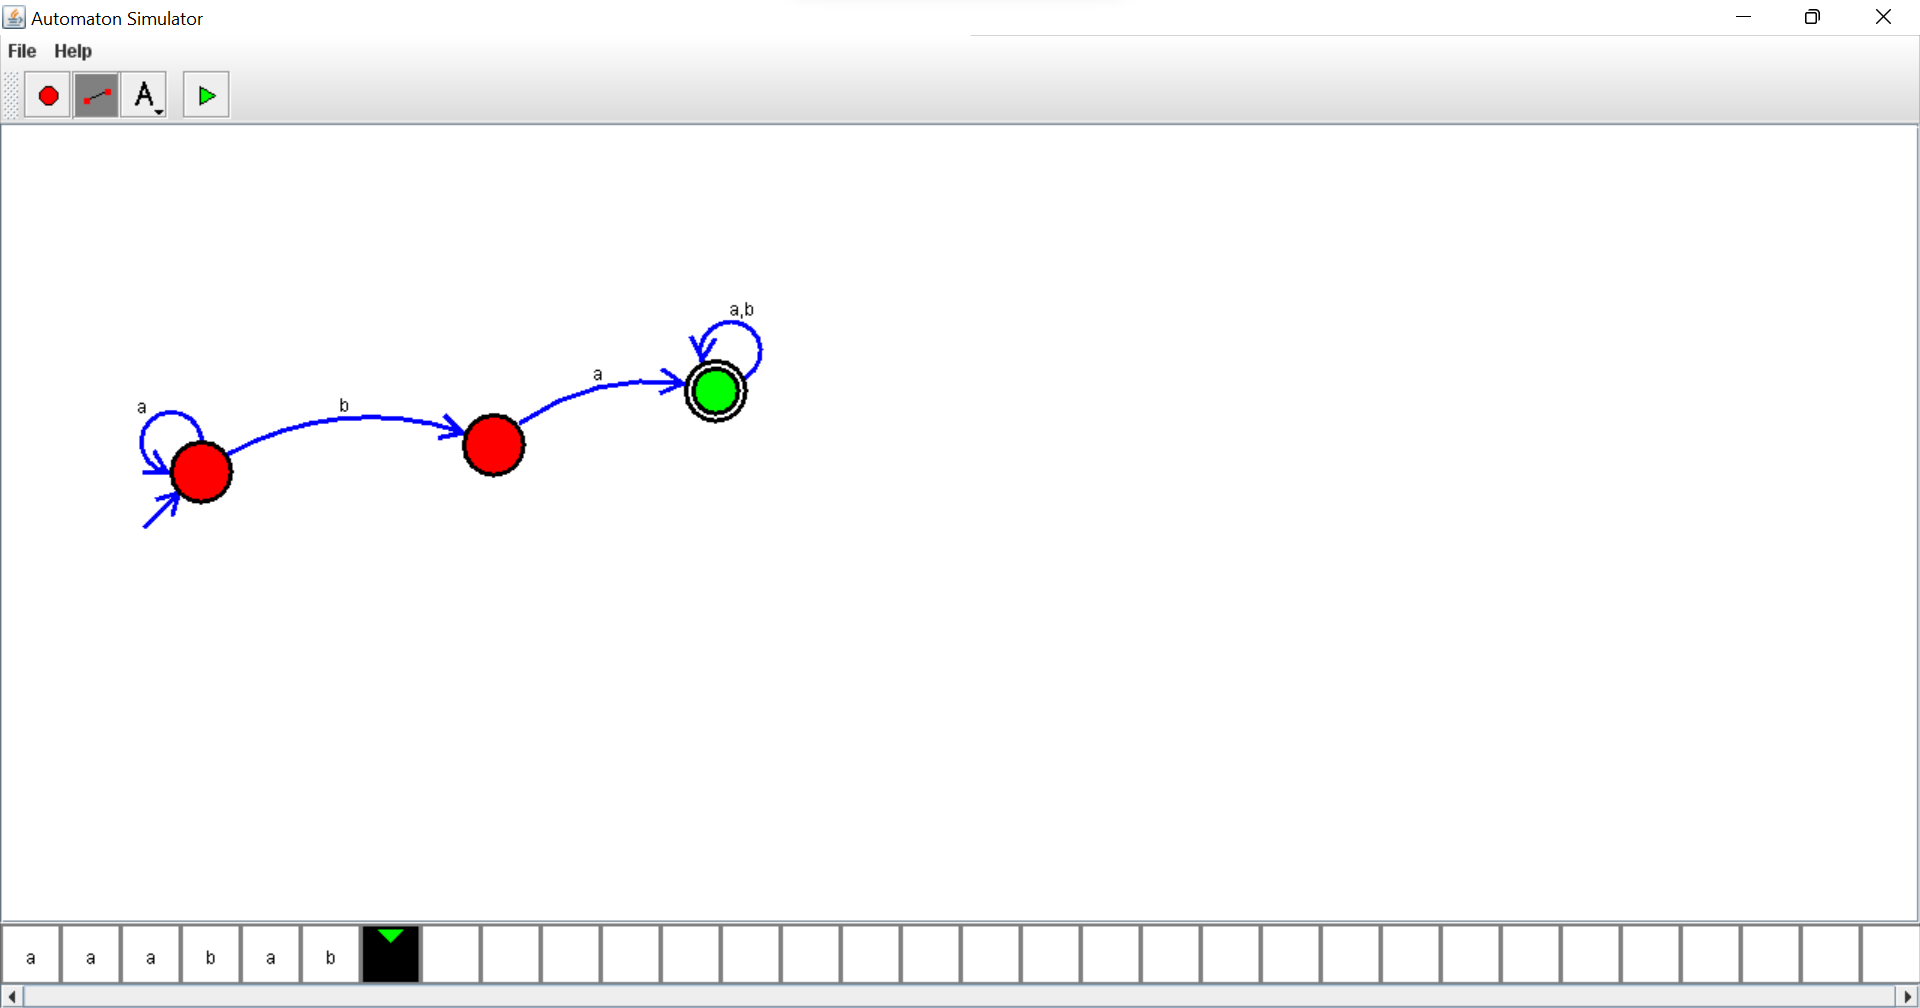 Automaton Simulator
File Help
A
a,b
a
b
a
a a a b a b